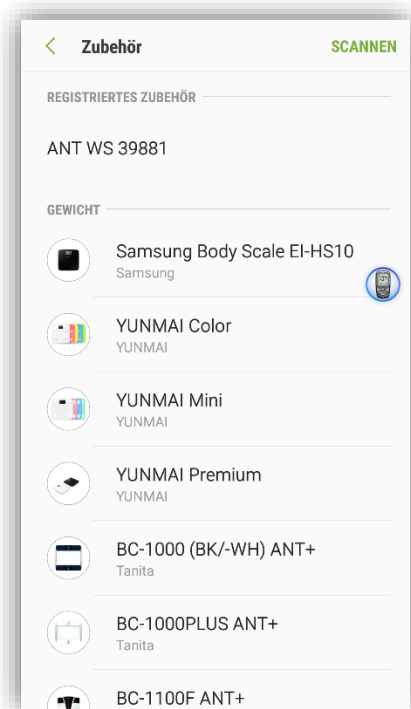 Zubehör
SCANNEN
REGISTRIERTES ZUBEHÖR
ANT WS 39881
GEWICHT
Samsung Body Scale EI-HS10
Samsung
YUNMAI Color
YUNMAI
YUNMAI Mini
YUNMAI
YUNMAI Premium
YUNMAI
BC-1000 (BK/-WH) ANT+
Tanita
BC-1000PLUS ANT+
Tanita
BC-1100F ANT+